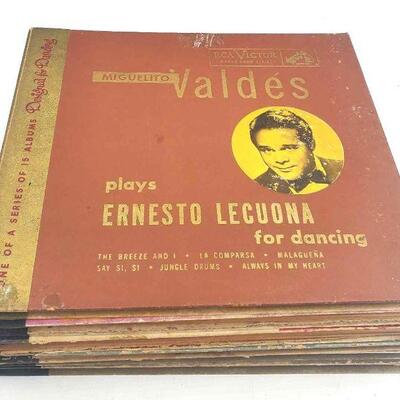 RCA VICTOR
MIGUELITO
Valdés
plays
ERNESTO LECUONA
for dancing
THE BREEZE AND I • LA COMPARSA • MALAGUEÑA
SAY SI, SI • JUNGLE DRUMS • ALWAYS IN MY HEART
ONE OF A SERIES OF 15 ALBUMS Designed for Dancing